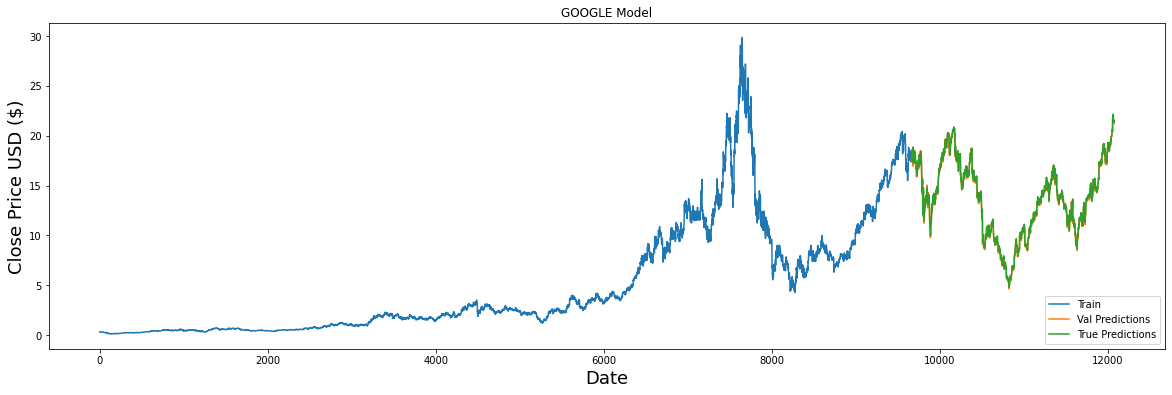 GOOGLE Model
Close Price USD ($)
30
25
20
15
10
5
0
0 2000 4000 6000 8000 10000 12000
Date
Train
Val Predictions
True Predictions